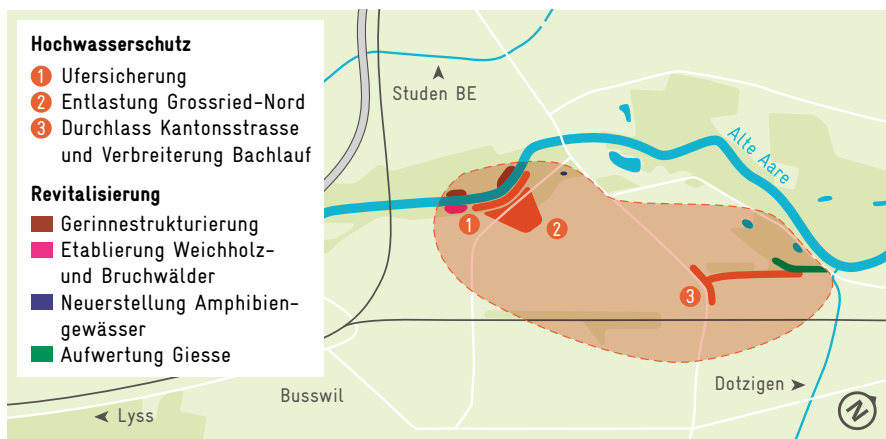 Hochwasserschutz
1 Ufersicherung
2 Entlastung Grossried-Nord
3 Durchlass Kantonsstrasse
und Verbreiterung Bachlauf
Revitalisierung
Gerinnestrukturierung
Etablierung Weichholz-
und Bruchwälder
Neuerstellung Amphibien-
gewässer
Aufwertung Giesse
Studen BE
Alte Aare
1
2
3
Busswil
Lyss
Dotzigen
N